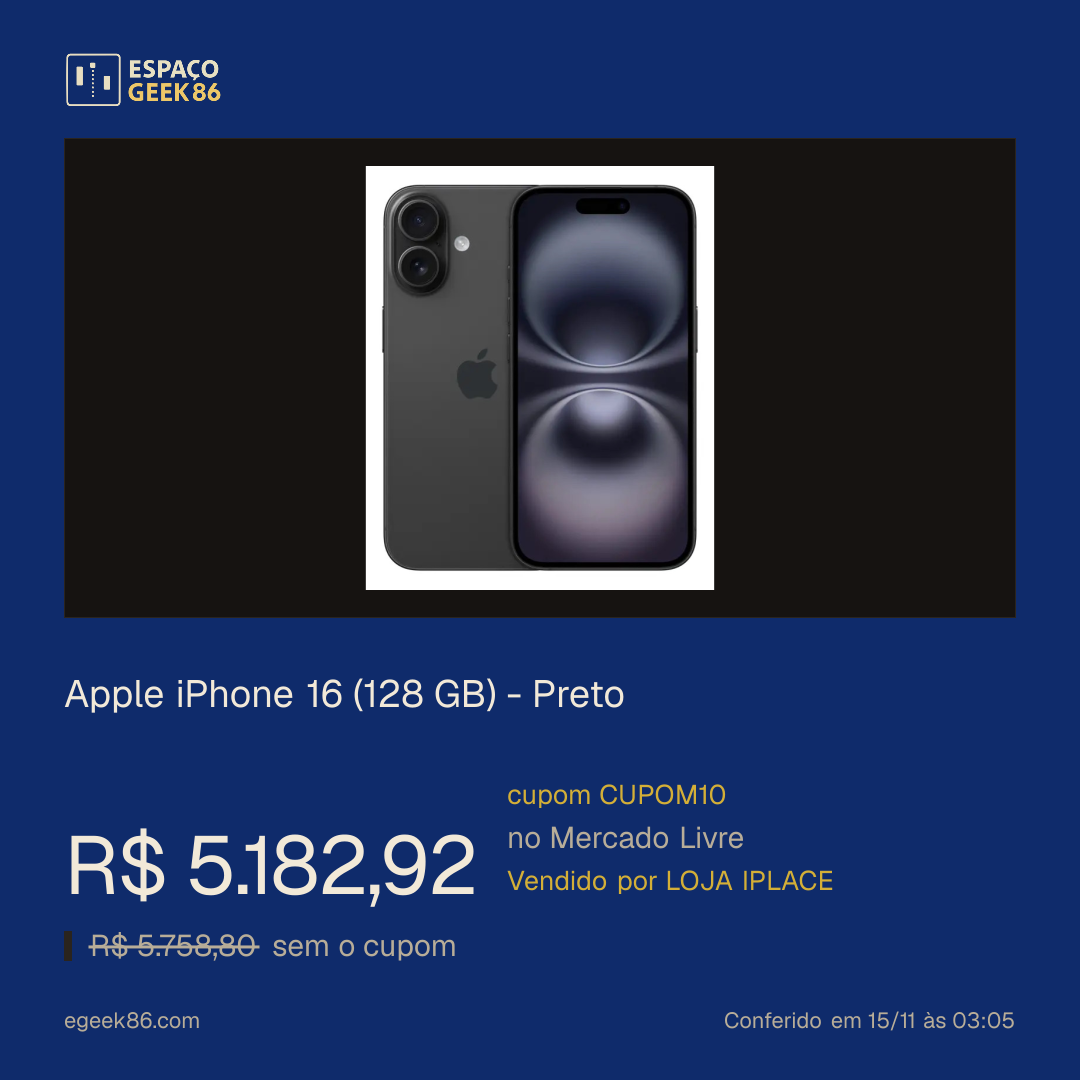 ESPAÇO
GEEK86
Apple iPhone 16 (128 GB) - Preto
cupom CUPOM10
no Mercado Livre
Vendido por LOJA IPLACE
R$ 5.182,92
R$ 5.758,80 sem o cupom
egeek86.com
Conferido em 15/11 às 03:05